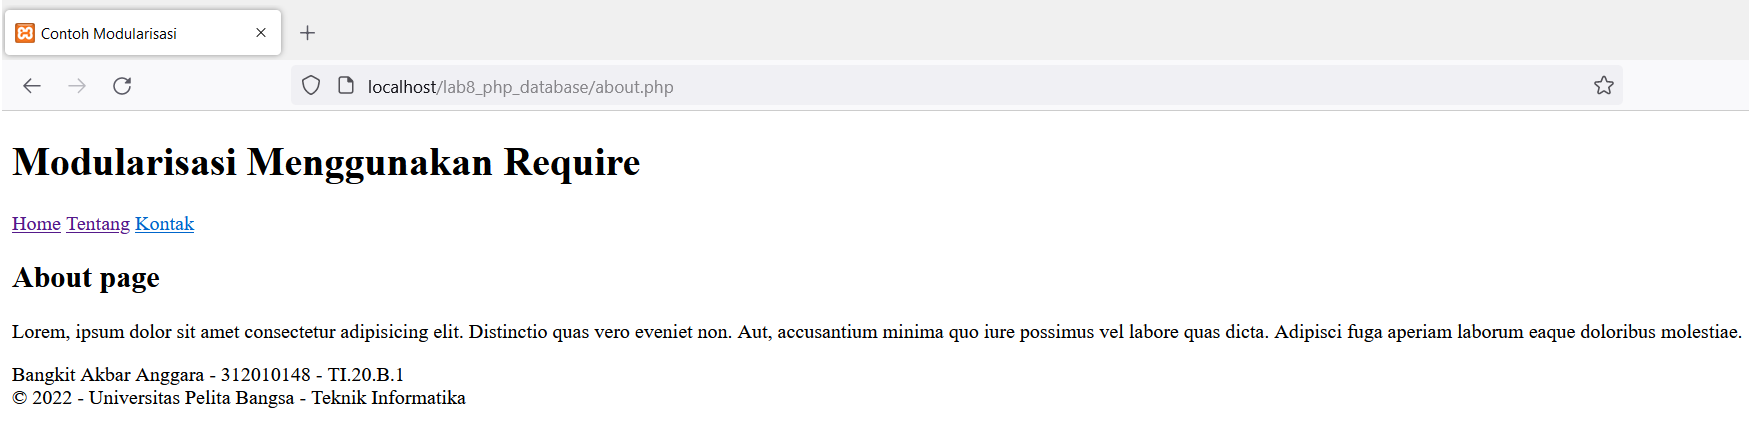 Contoh Modularisasi
localhost/lab8_php_database/about.php
Modularisasi Menggunakan Require
Home Tentang Kontak
About page
Lorem, ipsum dolor sit amet consectetur adipisicing elit. Distinctio quas vero eveniet non. Aut, accusantium minima quo iure possimus vel labore quas dicta. Adipisci fuga aperiam laborum eaque doloribus molestiae.
Bangkit Akbar Anggara - 312010148 - TI.20.B.1
© 2022 - Universitas Pelita Bangsa - Teknik Informatika